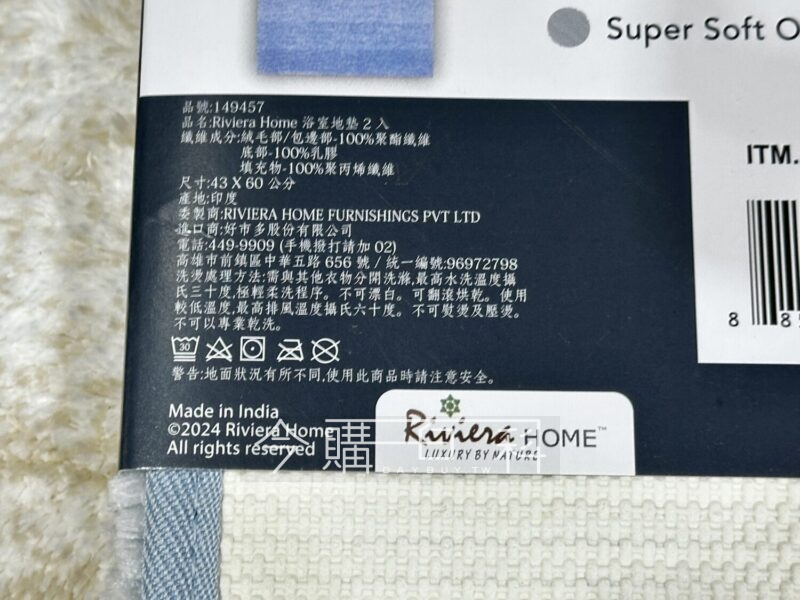 Super Soft
品號:149457
品名:Riviera Home 浴室地墊 2 入
纖維成分:絨毛部/包邊部-100%聚酯纖維
底部-100%乳膠
填充物-100%聚丙烯纖維
尺寸:43 X 60 公分
產地:印度
委製商:RIVIERA HOME FURNISHINGS PVT LTD
進口商:好市多股份有限公司
電話:449-9909 (手機撥打請加 02)
高雄市前鎮區中華五路 656 號 / 統一編號:96972798
洗燙處理方法:需與其他衣物分開洗滌,最高水洗溫度攝
氏三十度,極輕柔洗程序。不可漂白。可翻滾烘乾。使用
較低溫度,最高排風溫度攝氏六十度。不可熨燙及壓燙。
不可以專業乾洗。
30
警告:地面狀況有所不同,使用此商品時請注意安全。
Made in India
©2024 Riviera Home
All rights reserved
Riviera HOME™
LUXURY BY NATURE
ITM.
8
今購